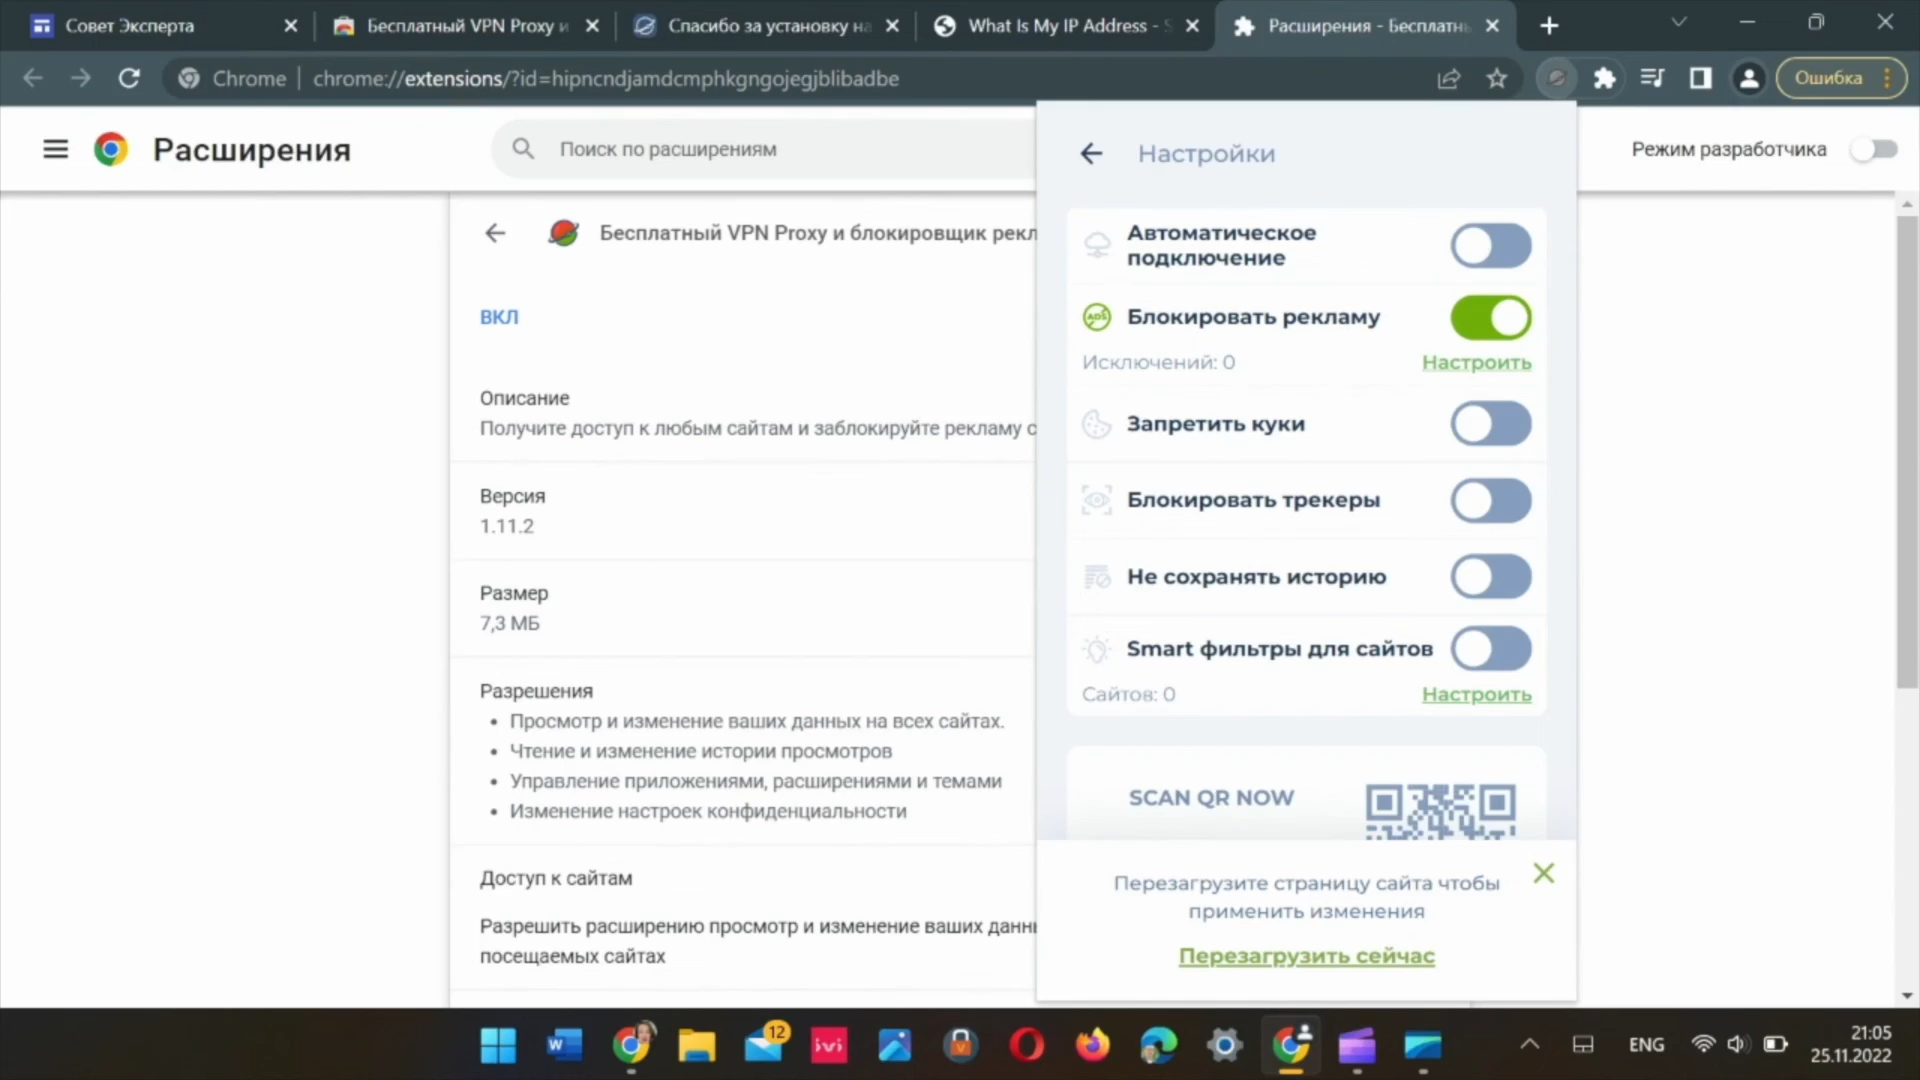 Совет Эксперта
Бесплатный VPN Proxy и
Спасибо за установку на
What Is My IP Address - S
Расширения - Бесплатны
Chrome
chrome://extensions/?id=hipncndjamdcmphkgngojegjblibadbe
Ошибка
Расширения
Поиск по расширениям
Режим разработчика
Бесплатный VPN Proxy и блокировщик рекл
ВКЛ
Описание
Получите доступ к любым сайтам и заблокируйте рекламу с
Версия
1.11.2
Размер
7,3 МБ
Разрешения
• Просмотр и изменение ваших данных на всех сайтах.
• Чтение и изменение истории просмотров
• Управление приложениями, расширениями и темами
• Изменение настроек конфиденциальности
Доступ к сайтам
Разрешить расширению просмотр и изменение ваших данны
посещаемых сайтах
Настройки
Автоматическое
подключение
ADS
Блокировать рекламу
Исключений: 0
Настроить
Запретить куки
Блокировать трекеры
Не сохранять историю
Smart фильтры для сайтов
Сайтов: 0
Настроить
SCAN QR NOW
Перезагрузите страницу сайта чтобы
применить изменения
Перезагрузить сейчас
W
12
ivi
ENG
21:05
25.11.2022